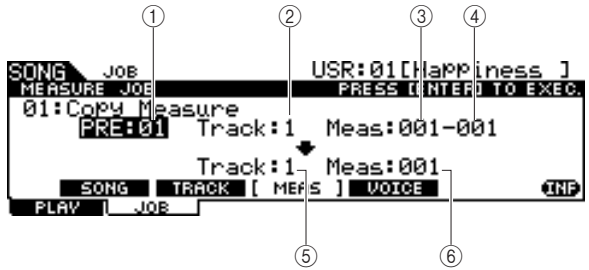 ① ② ③ ④
SONG JOB USR:01[Happiness ]
MEASURE JOB PRESS [ENTER] TO EXEC.
01:Copy Measure
PRE:01 Track:1 Meas:001-001
Track:1 Meas:001
SONG TRACK [ MEAS ] VOICE INP
PLAY JOB
⑤ ⑥